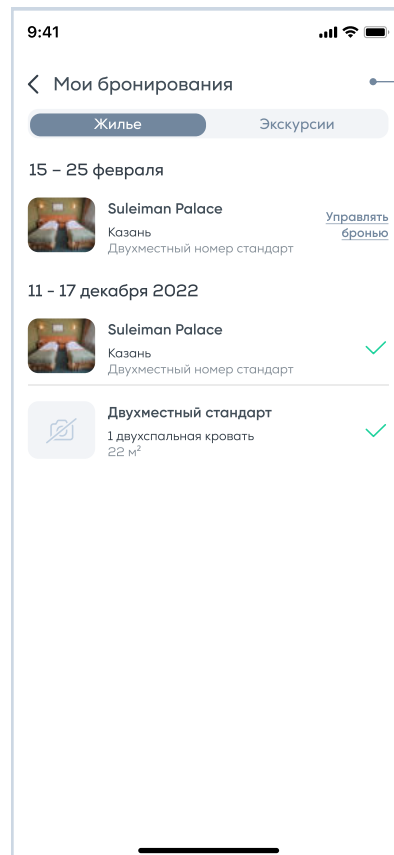 9:41
Мои бронирования
Жилье
Экскурсии
15 – 25 февраля
Suleiman Palace
Казань
Двухместный номер стандарт
Управлять
бронью
11 - 17 декабря 2022
Suleiman Palace
Казань
Двухместный номер стандарт
Двухместный стандарт
1 двухспальная кровать
22 м²